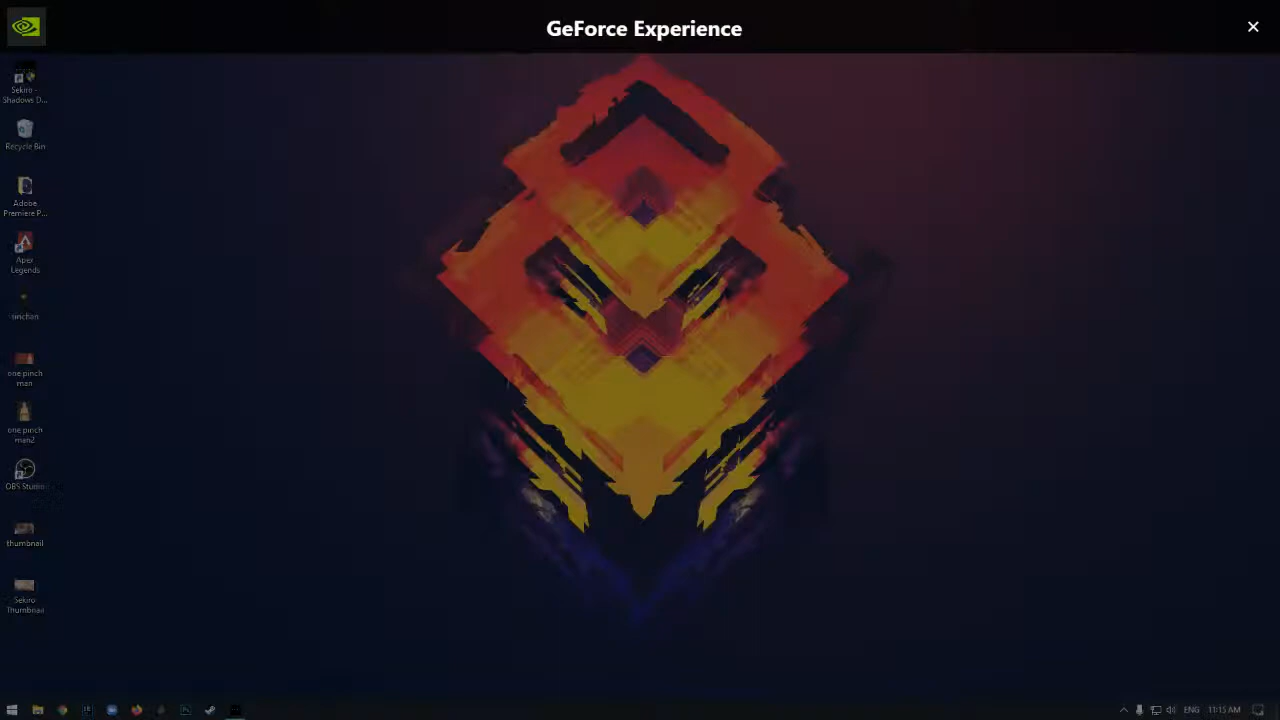 GeForce Experience
Sekiro -
Shadows D...
Recycle Bin
Adobe
Premiere P...
Apex
Legends
sinchan
one pinch
man
one pinch
man2
OBS Studio
thumbnail
Sekiro
Thumbnail
ENG
11:15 AM